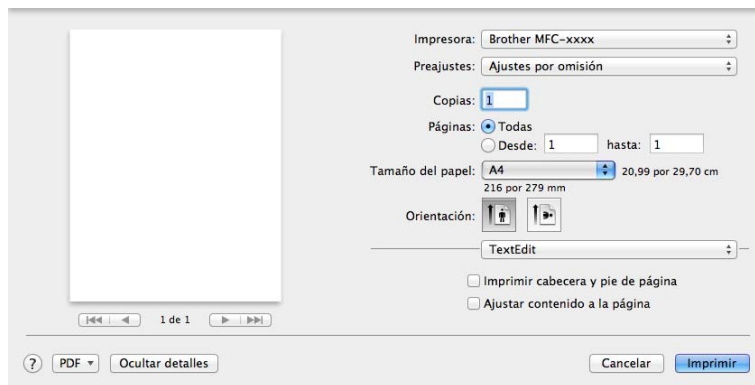 Impresora: Brother MFC-xxxx
Preajustes: Ajustes por omisión
Copias: 1
Páginas: Todas
Desde: 1 hasta: 1
Tamaño del papel: A4 20,99 por 29,70 cm
216 por 279 mm
Orientación:
TextEdit
Imprimir cabecera y pie de página
Ajustar contenido a la página
1 de 1
? PDF Ocultar detalles Cancelar Imprimir